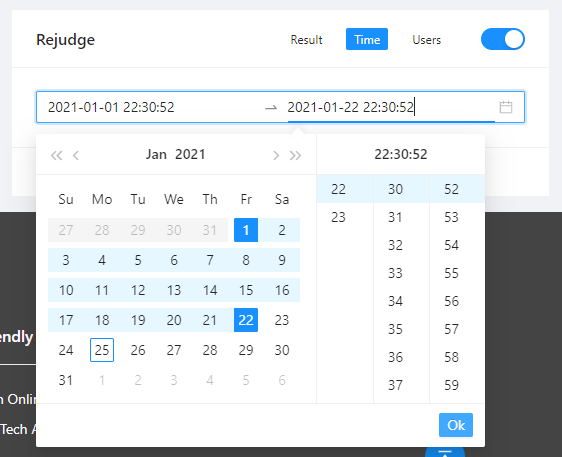 Rejudge Result Time Users
2021-01-01 22:30:52 → 2021-01-22 22:30:52
Jan 2021 22:30:52
Su Mo Tu We Th Fr Sa
27 28 29 30 31 1 2
3 4 5 6 7 8 9
10 11 12 13 14 15 16
17 18 19 20 21 22 23
24 25 26 27 28 29 30
31 1 2 3 4 5 6
22 30 52
23 31 53
32 54
33 55
34 56
35 57
36 58
37 59
Ok
endly
n Onlin
Tech A